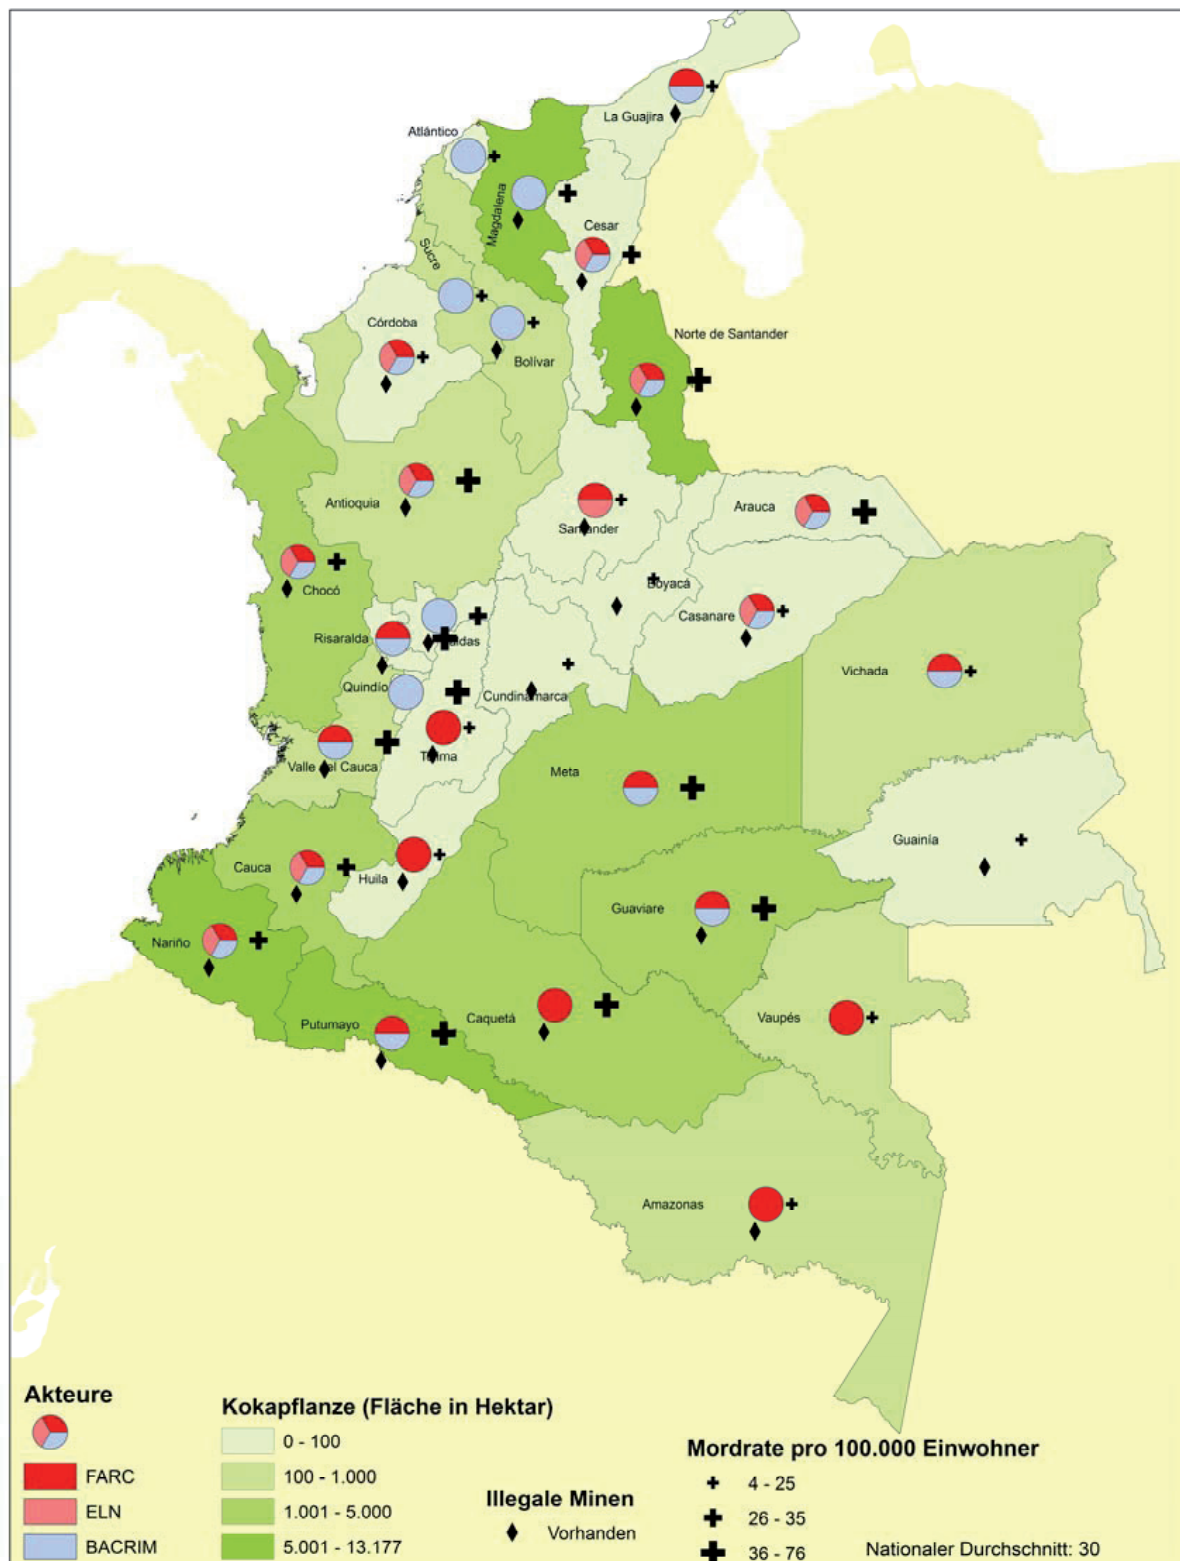 La Guajira
Atlántico
Magdalena
Cesar
Sucre
Córdoba
Bolívar
Norte de Santander
Antioquia
Santander
Arauca
Chocó
Boyacá
Casanare
Risaralda
Caldas
Vichada
Quindío
Cundinamarca
Tolima
Valle del Cauca
Meta
Guainía
Cauca
Huila
Guaviare
Nariño
Putumayo
Caquetá
Vaupés
Amazonas
Akteure
FARC
ELN
BACRIM
Kokapflanze (Fläche in Hektar)
0 - 100
100 - 1.000
1.001 - 5.000
5.001 - 13.177
Illegale Minen
Vorhanden
Mordrate pro 100.000 Einwohner
4 - 25
26 - 35
36 - 76
Nationaler Durchschnitt: 30